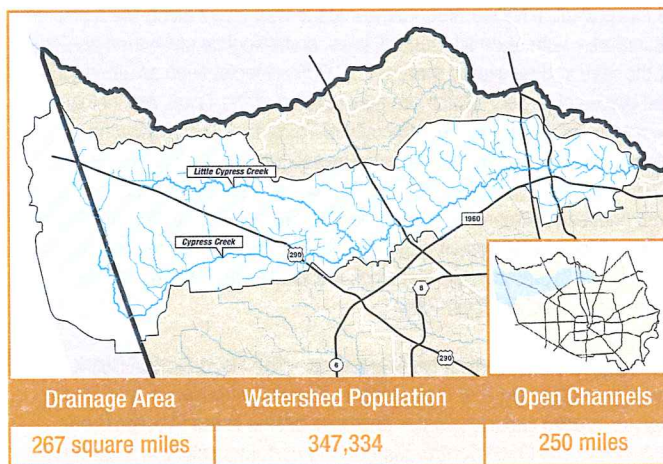 Little Cypress Creek
Cypress Creek
290
1960
6
6
290
Drainage Area
Watershed Population
Open Channels
267 square miles
347,334
250 miles